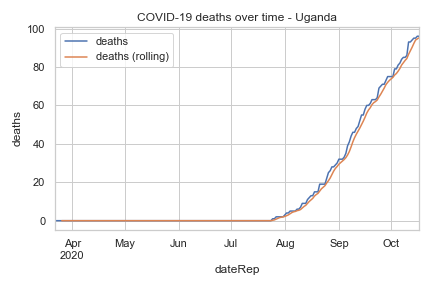 COVID-19 deaths over time - Uganda
deaths
deaths (rolling)
100
80
60
40
20
0
deaths
Apr
2020
May
Jun
Jul
Aug
Sep
Oct
dateRep